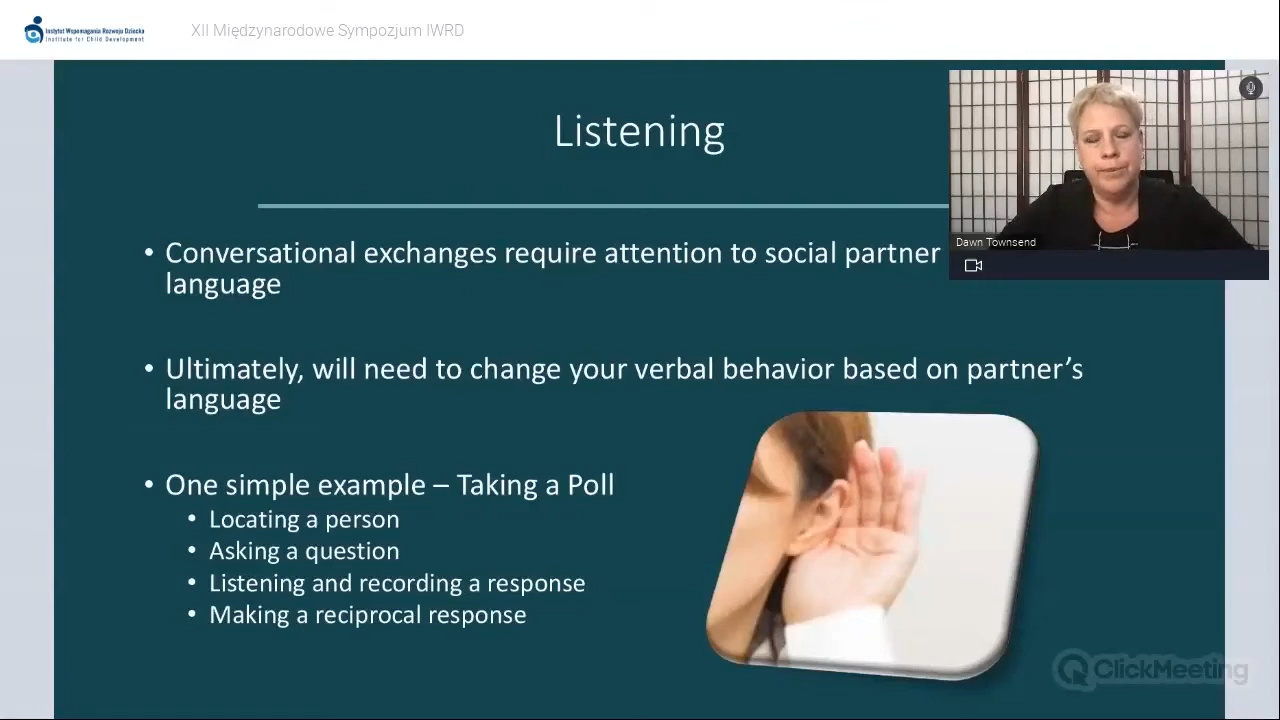 Instytut Wspomagania Rozwoju Dziecka
Institute for Child Development
XII Międzynarodowe Sympozjum IWRD
Listening
Dawn Townsend
• Conversational exchanges require attention to social partner
language
• Ultimately, will need to change your verbal behavior based on partner’s
language
• One simple example – Taking a Poll
• Locating a person
• Asking a question
• Listening and recording a response
• Making a reciprocal response
ClickMeeting